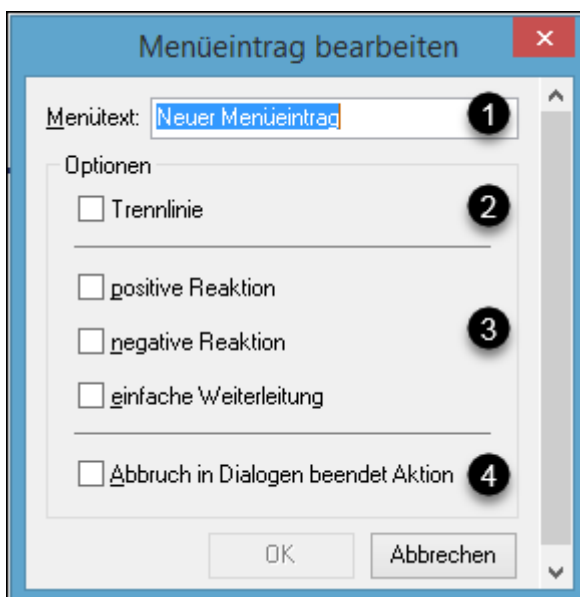 Menüeintrag bearbeiten
Menütext: Neuer Menüeintrag 1
Optionen
Trennlinie 2
positive Reaktion
negative Reaktion 3
einfache Weiterleitung
Abbruch in Dialogen beendet Aktion 4
OK Abbrechen